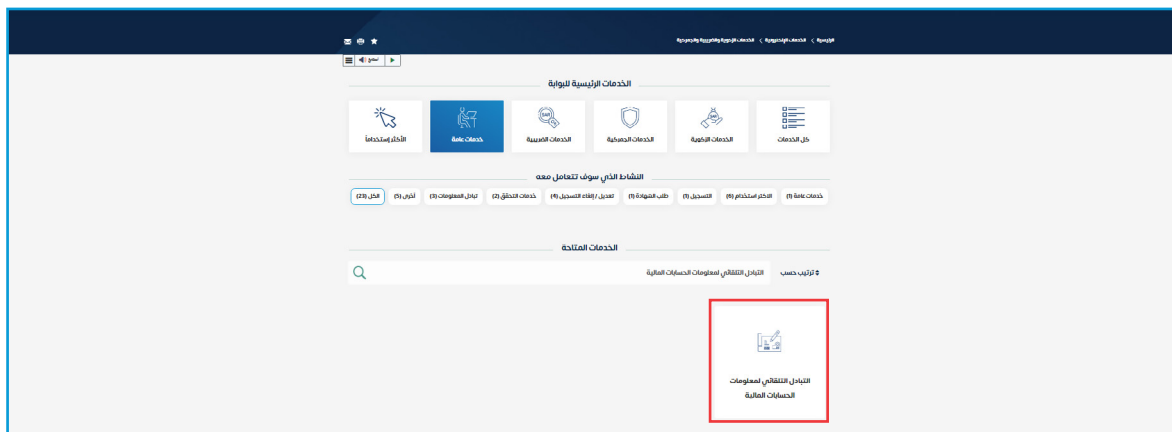 الرئيسية > الخدمات الإلكترونية > الخدمات الزكوية والضريبية والجمركية
استمع
الخدمات الرئيسية للبوابة
كل الخدمات
الخدمات الزكوية
الخدمات الجمركية
الخدمات الضريبية
خدمات عامة
الأكثر إستخداماً
النشاط الذي سوف تتعامل معه
خدمات عامة (1) الاكثر استخدام (6) التسجيل (1) طلب الشهادة (1) تعديل / إلغاء التسجيل (4) خدمات التحقق (2) تبادل المعلومات (3) أخرى (5) الكل (23)
الخدمات المتاحة
ترتيب حسب التبادل التلقائي لمعلومات الحسابات المالية
التبادل التلقائي لمعلومات
الحسابات المالية